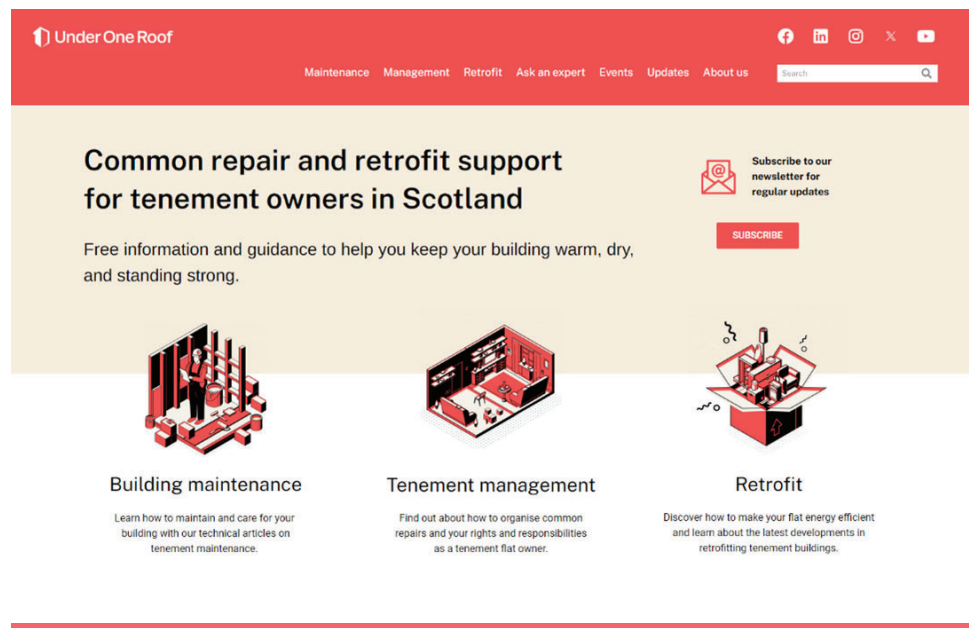 Under One Roof
Maintenance Management Retrofit Ask an expert Events Updates About us Search
Common repair and retrofit support
for tenement owners in Scotland
Free information and guidance to help you keep your building warm, dry,
and standing strong.
Subscribe to our
newsletter for
regular updates
SUBSCRIBE
Building maintenance
Learn how to maintain and care for your
building with our technical articles on
tenement maintenance.
Tenement management
Find out about how to organise common
repairs and your rights and responsibilities
as a tenement flat owner.
Retrofit
Discover how to make your flat energy efficient
and learn about the latest developments in
retrofitting tenement buildings.